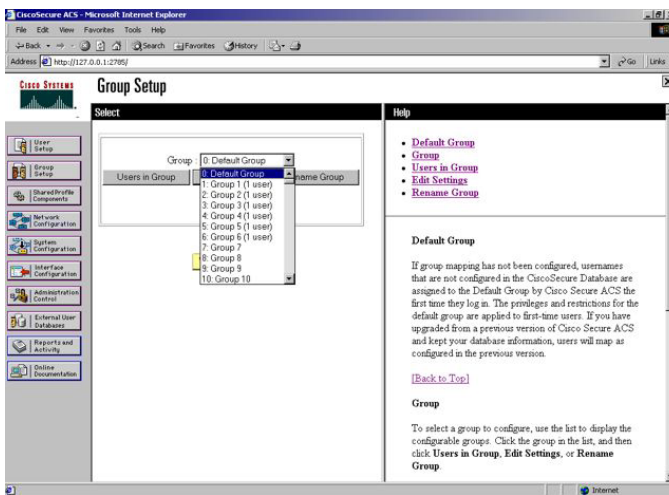 CiscoSecure ACS - Microsoft Internet Explorer
File Edit View Favorites Tools Help
Back Search Favorites History
Address http://127.0.0.1:2785/ Go Links
CISCO SYSTEMS
Group Setup
Select
Help
User Setup
Group Setup
Shared Profile Components
Network Configuration
System Configuration
Interface Configuration
Administration Control
External User Databases
Reports and Activity
Online Documentation
Group : 0: Default Group
Users in Group
name Group
0: Default Group
1: Group 1 (1 user)
2: Group 2 (1 user)
3: Group 3 (1 user)
4: Group 4 (1 user)
5: Group 5 (1 user)
6: Group 6 (1 user)
7: Group 7
8: Group 8
9: Group 9
10: Group 10
Default Group
Group
Users in Group
Edit Settings
Rename Group
Default Group
If group mapping has not been configured, usernames
that are not configured in the CiscoSecure Database are
assigned to the Default Group by Cisco Secure ACS the
first time they log in. The privileges and restrictions for the
default group are applied to first-time users. If you have
upgraded from a previous version of Cisco Secure ACS
and kept your database information, users will map as
configured in the previous version.
[Back to Top]
Group
To select a group to configure, use the list to display the
configurable groups. Click the group in the list, and then
click Users in Group, Edit Settings, or Rename
Group.
Internet